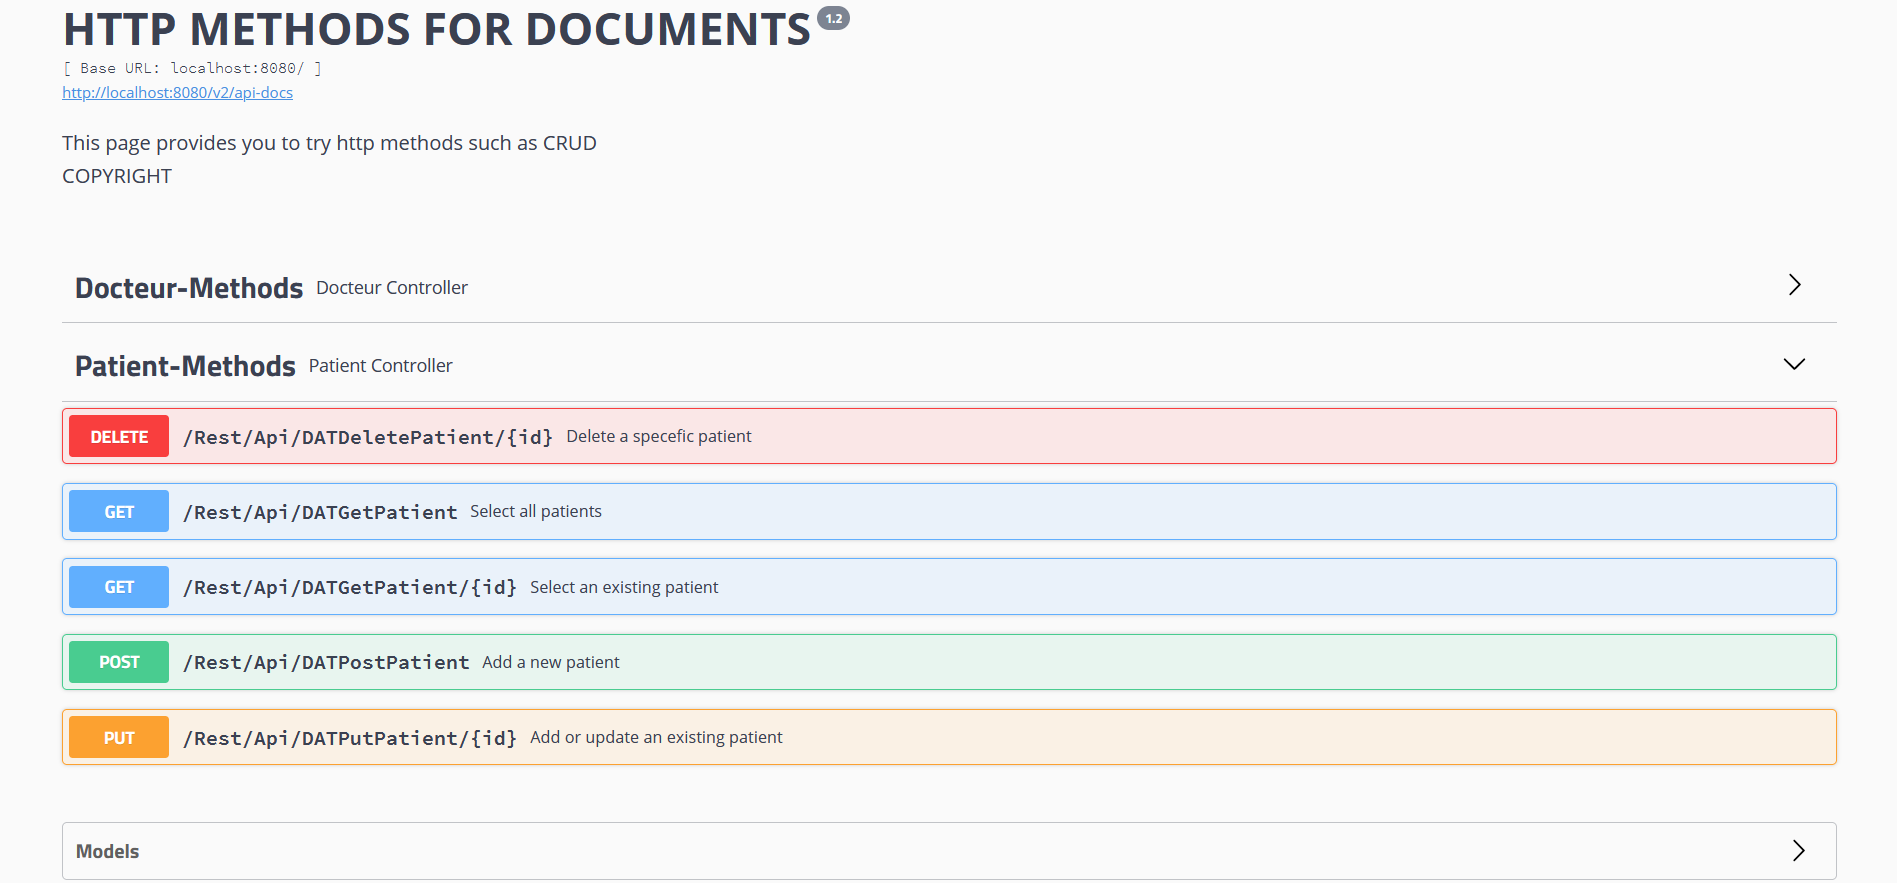 HTTP METHODS FOR DOCUMENTS 1.2
[ Base URL: localhost:8080/ ]
http://localhost:8080/v2/api-docs
This page provides you to try http methods such as CRUD
COPYRIGHT
Docteur-Methods Docteur Controller
Patient-Methods Patient Controller
DELETE /Rest/Api/DATDeletePatient/{id} Delete a specefic patient
GET /Rest/Api/DATGetPatient Select all patients
GET /Rest/Api/DATGetPatient/{id} Select an existing patient
POST /Rest/Api/DATPostPatient Add a new patient
PUT /Rest/Api/DATPutPatient/{id} Add or update an existing patient
Models